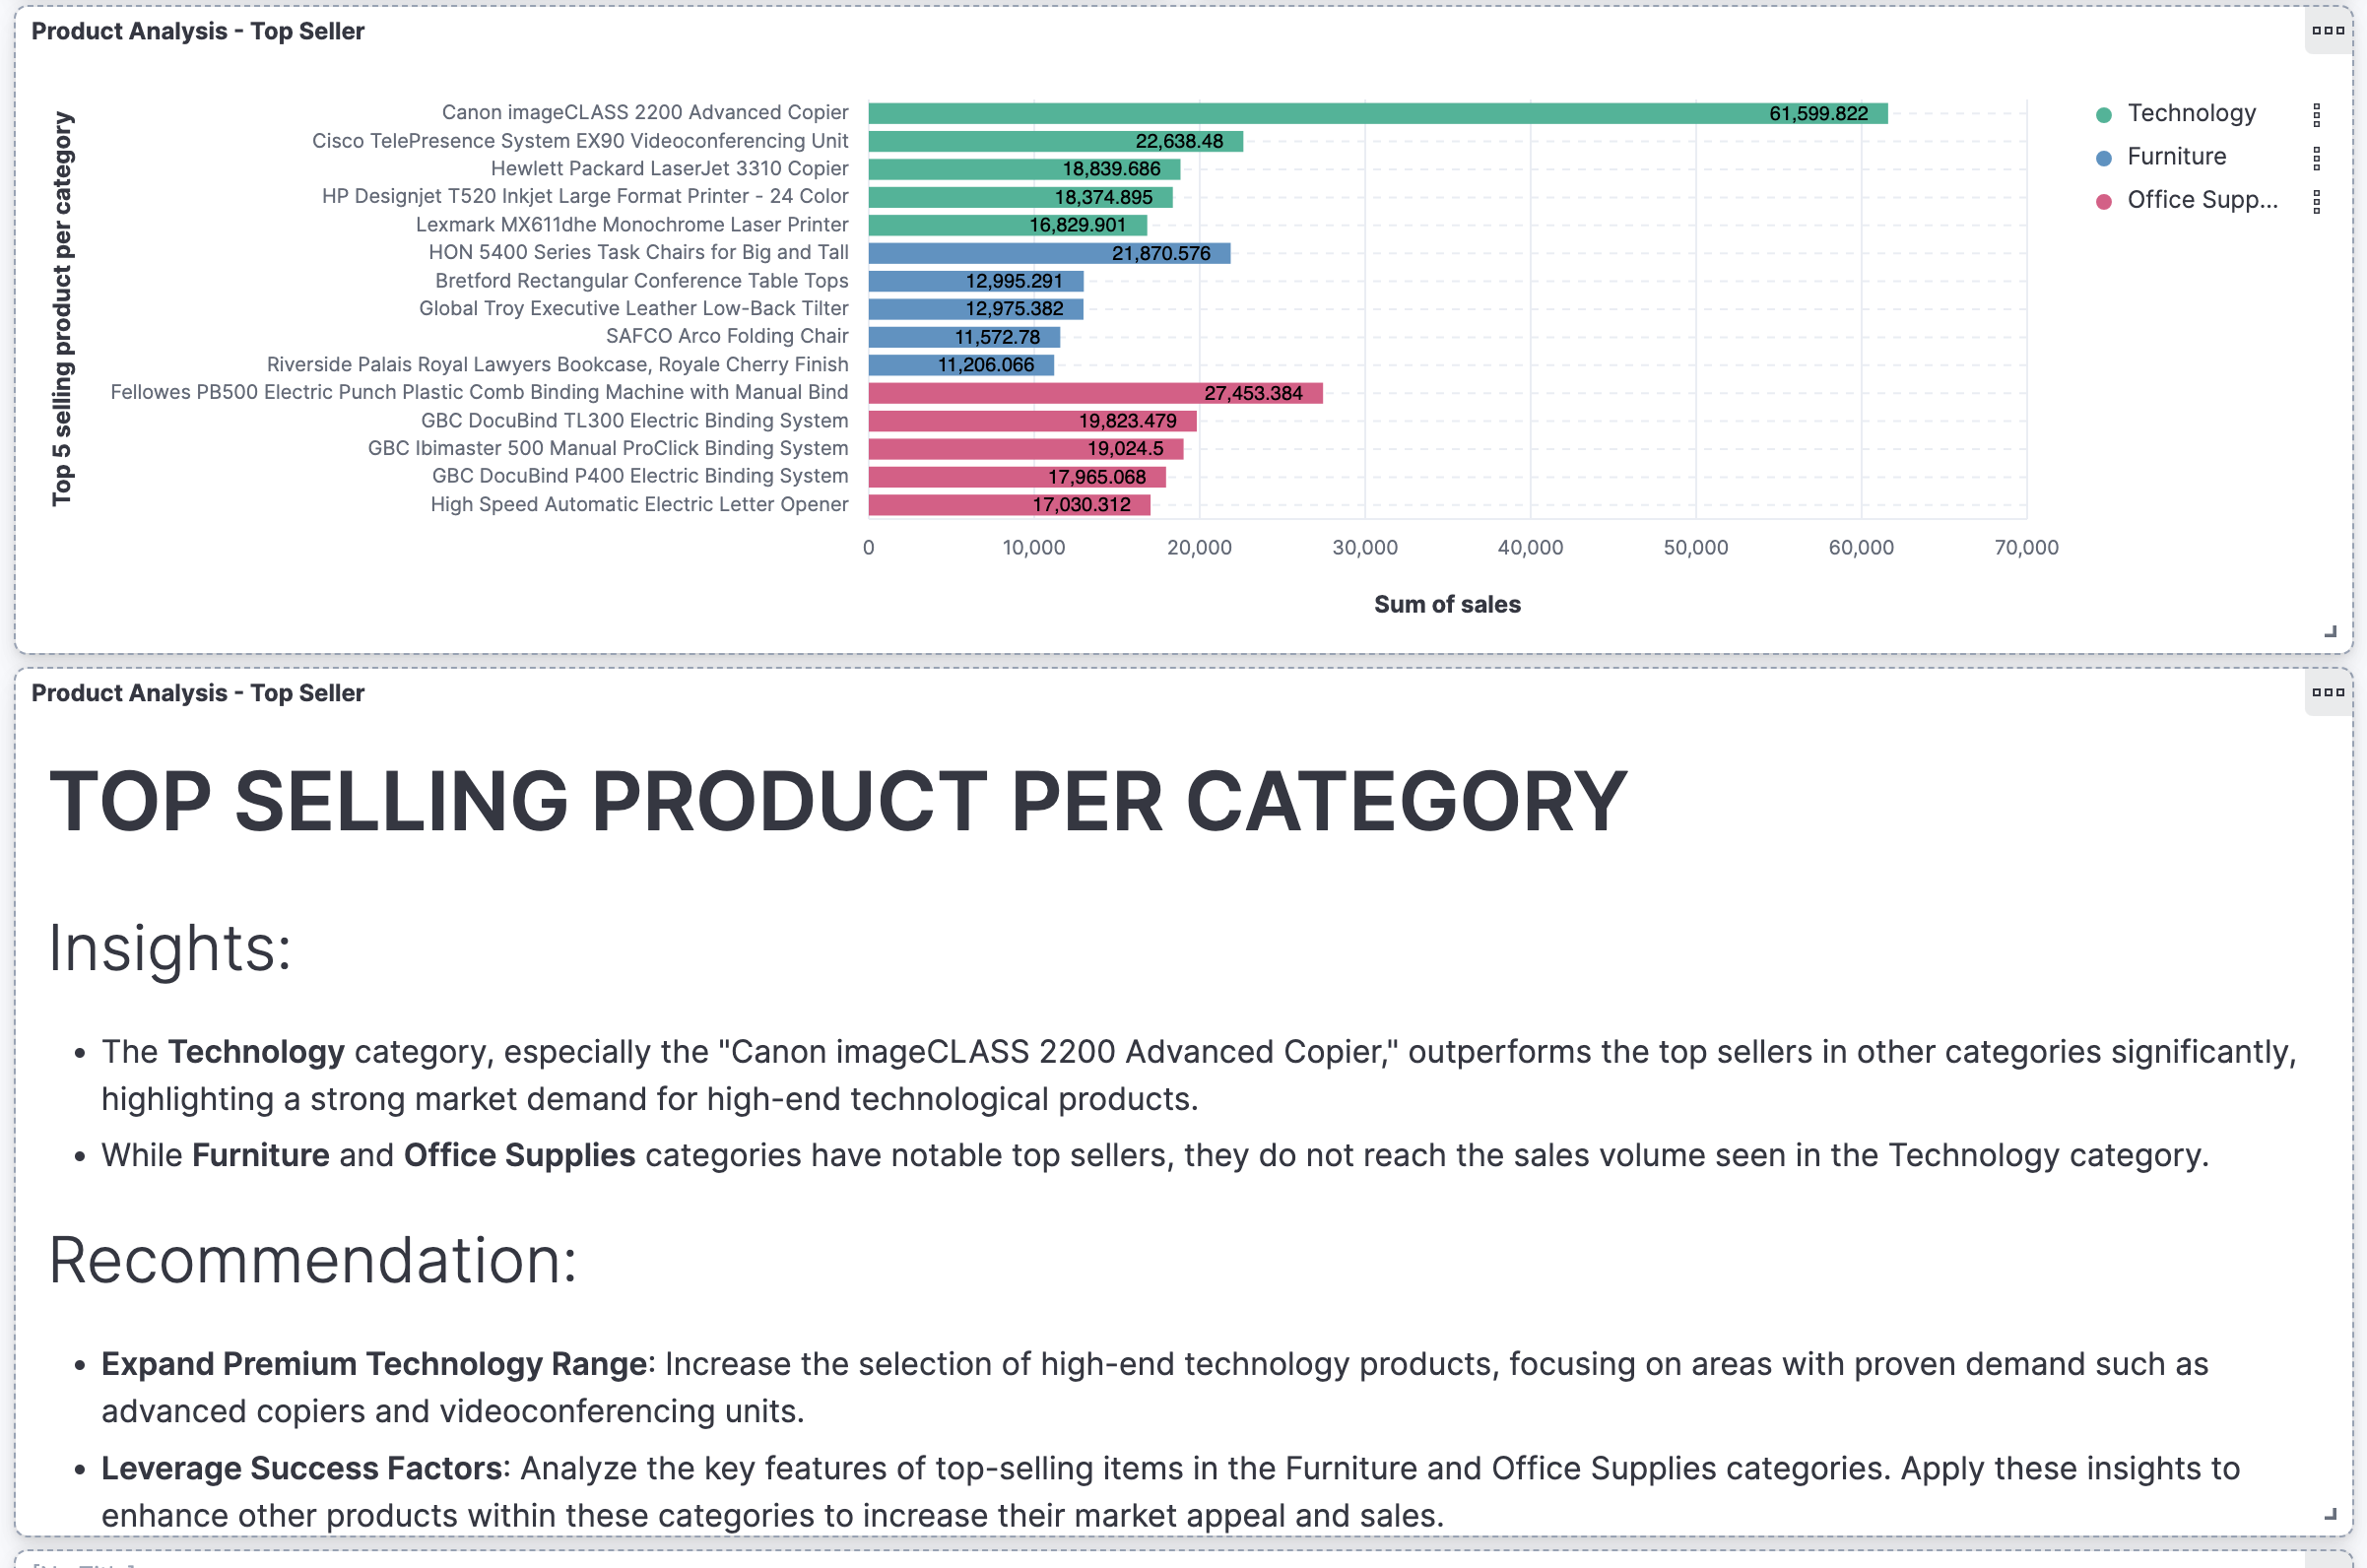 Product Analysis - Top Seller
Top 5 selling product per category
Canon imageCLASS 2200 Advanced Copier 61,599.822
Cisco TelePresence System EX90 Videoconferencing Unit 22,638.48
Hewlett Packard LaserJet 3310 Copier 18,839.686
HP Designjet T520 Inkjet Large Format Printer - 24 Color 18,374.895
Lexmark MX611dhe Monochrome Laser Printer 16,829.901
HON 5400 Series Task Chairs for Big and Tall 21,870.576
Bretford Rectangular Conference Table Tops 12,995.291
Global Troy Executive Leather Low-Back Tilter 12,975.382
SAFCO Arco Folding Chair 11,572.78
Riverside Palais Royal Lawyers Bookcase, Royale Cherry Finish 11,206.066
Fellowes PB500 Electric Punch Plastic Comb Binding Machine with Manual Bind 27,453.384
GBC DocuBind TL300 Electric Binding System 19,823.479
GBC Ibimaster 500 Manual ProClick Binding System 19,024.5
GBC DocuBind P400 Electric Binding System 17,965.068
High Speed Automatic Electric Letter Opener 17,030.312
0 10,000 20,000 30,000 40,000 50,000 60,000 70,000
Sum of sales
Technology
Furniture
Office Supp...
Product Analysis - Top Seller
TOP SELLING PRODUCT PER CATEGORY
Insights:
• The Technology category, especially the "Canon imageCLASS 2200 Advanced Copier," outperforms the top sellers in other categories significantly,
highlighting a strong market demand for high-end technological products.
• While Furniture and Office Supplies categories have notable top sellers, they do not reach the sales volume seen in the Technology category.
Recommendation:
• Expand Premium Technology Range: Increase the selection of high-end technology products, focusing on areas with proven demand such as
advanced copiers and videoconferencing units.
• Leverage Success Factors: Analyze the key features of top-selling items in the Furniture and Office Supplies categories. Apply these insights to
enhance other products within these categories to increase their market appeal and sales.